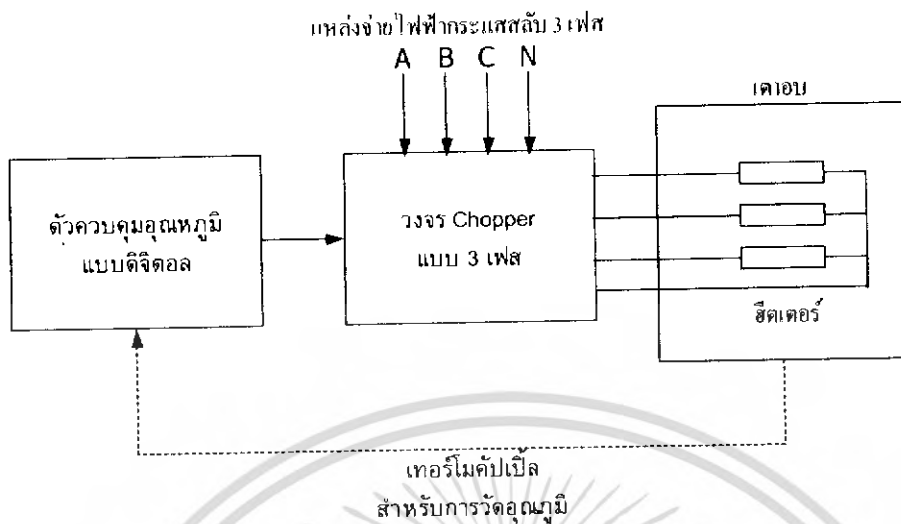 แหล่งจ่ายไฟฟ้ากระแสสลับ 3 เฟส
A B C N
เตาอบ
ตัวควบคุมอุณหภูมิ
แบบดิจิตอล
วงจร Chopper
แบบ 3 เฟส
ฮีตเตอร์
เทอร์โมคัปเปิ้ล
สำหรับการวัดอุณภูมิ